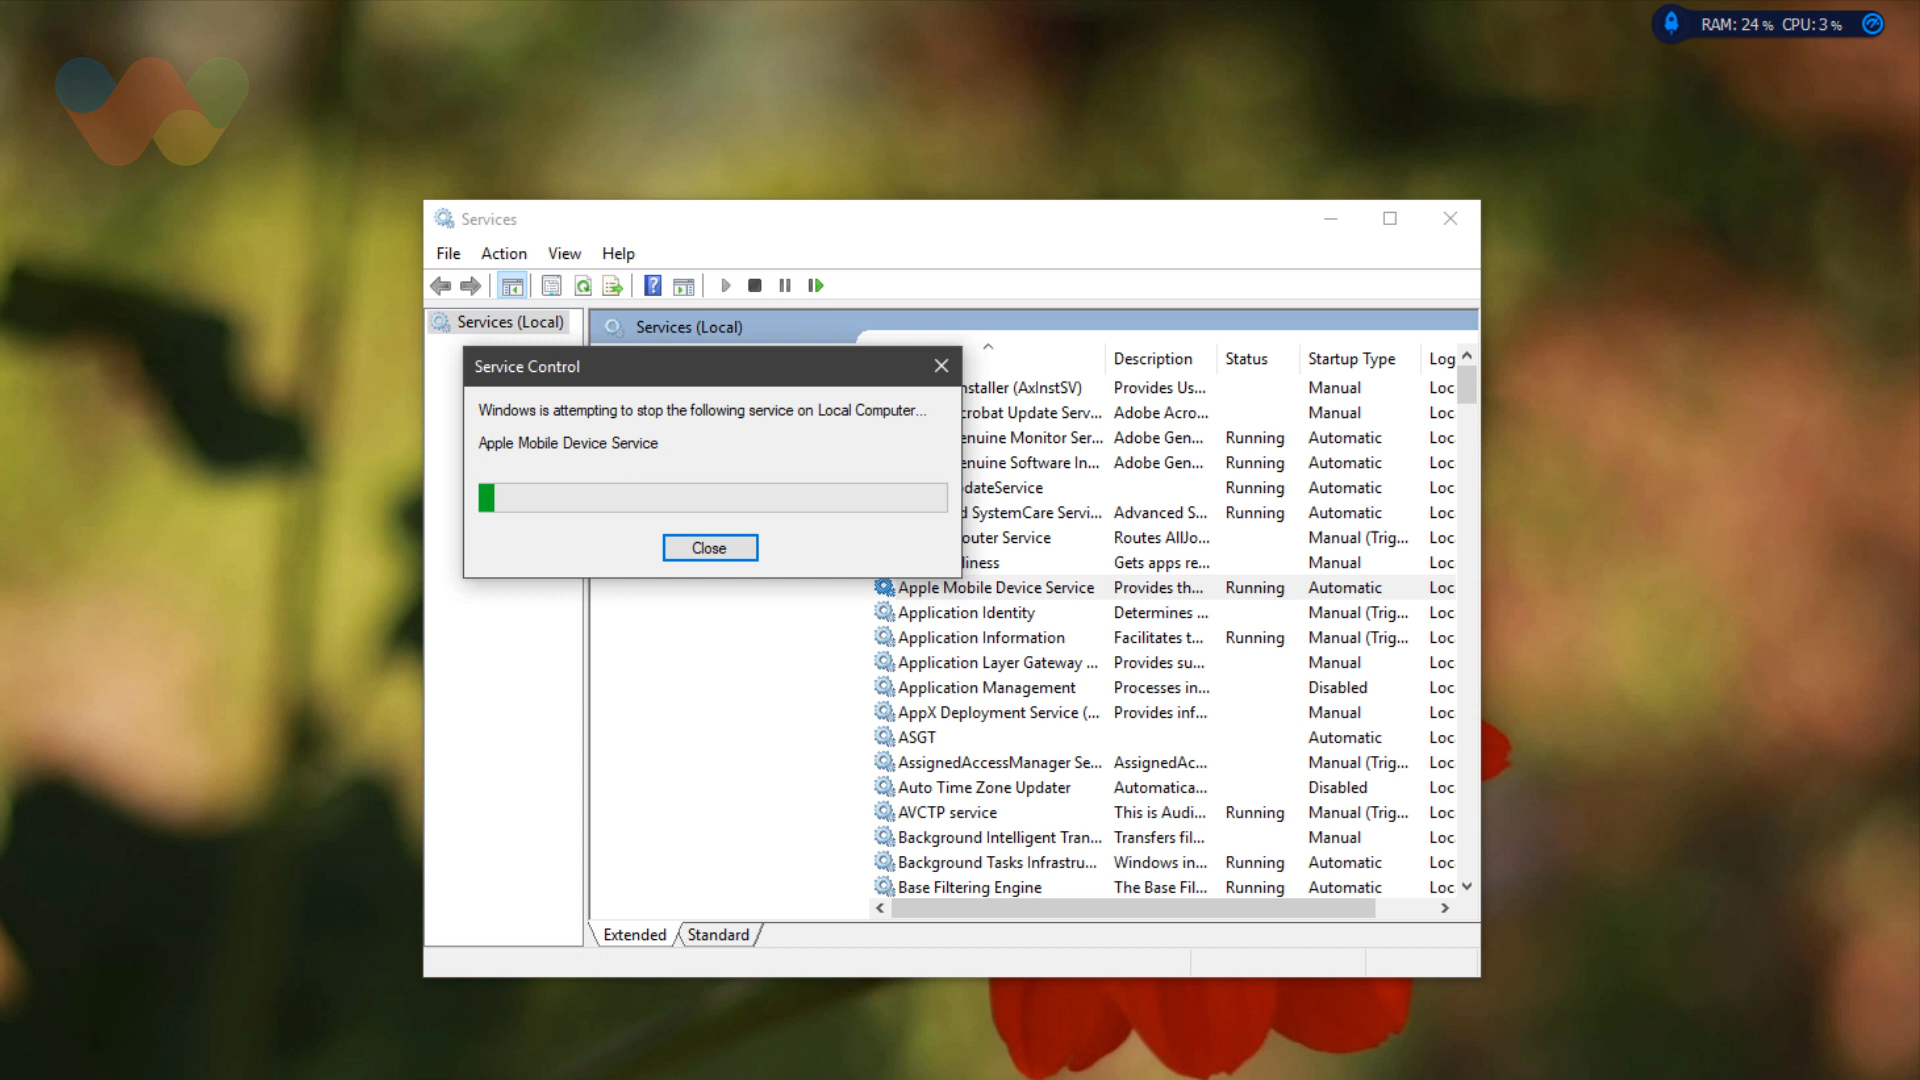 RAM: 24 % CPU: 3 %
Services
File Action View Help
Services (Local)
Services (Local)
Service Control
Windows is attempting to stop the following service on Local Computer...
Apple Mobile Device Service
Close
Description Status Startup Type Log
nstaller (AxInstSV) Provides Us... Manual Loc
crobat Update Serv... Adobe Acro... Manual Loc
enuine Monitor Ser... Adobe Gen... Running Automatic Loc
enuine Software In... Adobe Gen... Running Automatic Loc
dateService Running Automatic Loc
d SystemCare Servi... Advanced S... Running Automatic Loc
outer Service Routes AllJo... Manual (Trig... Loc
liness Gets apps re... Manual Loc
Apple Mobile Device Service Provides th... Running Automatic Loc
Application Identity Determines ... Manual (Trig... Loc
Application Information Facilitates t... Running Manual (Trig... Loc
Application Layer Gateway ... Provides su... Manual Loc
Application Management Processes in... Disabled Loc
AppX Deployment Service (... Provides inf... Manual Loc
ASGT Automatic Loc
AssignedAccessManager Se... AssignedAc... Manual (Trig... Loc
Auto Time Zone Updater Automatica... Disabled Loc
AVCTP service This is Audi... Running Manual (Trig... Loc
Background Intelligent Tran... Transfers fil... Manual Loc
Background Tasks Infrastru... Windows in... Running Automatic Loc
Base Filtering Engine The Base Fil... Running Automatic Loc
Extended Standard